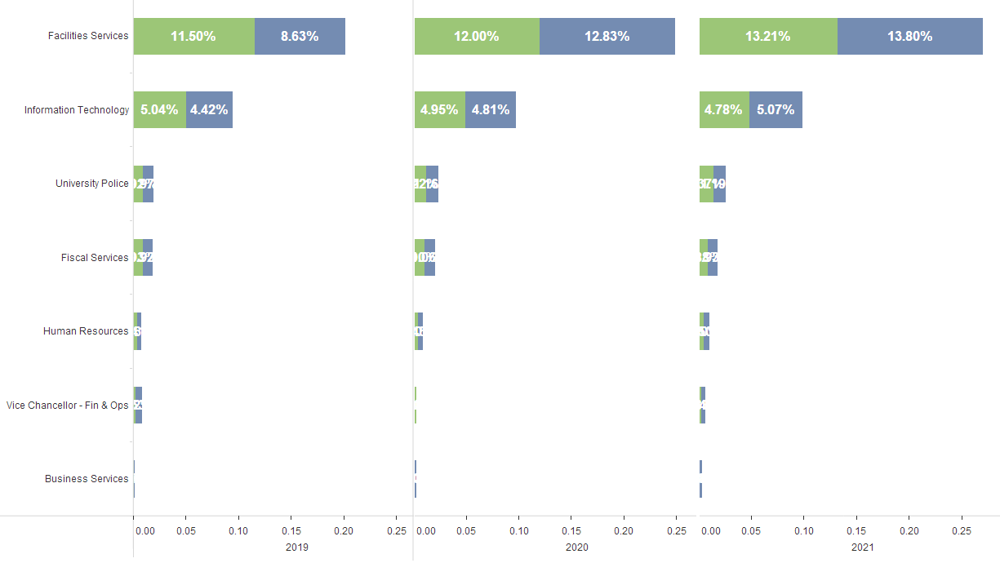 Facilities Services 11.50% 8.63% 12.00% 12.83% 13.21% 13.80%
Information Technology 5.04% 4.42% 4.95% 4.81% 4.78% 5.07%
University Police
Fiscal Services
Human Resources
Vice Chancellor - Fin & Ops
Business Services
0.00 0.05 0.10 0.15 0.20 0.25 0.00 0.05 0.10 0.15 0.20 0.25 0.00 0.05 0.10 0.15 0.20 0.25
2019 2020 2021